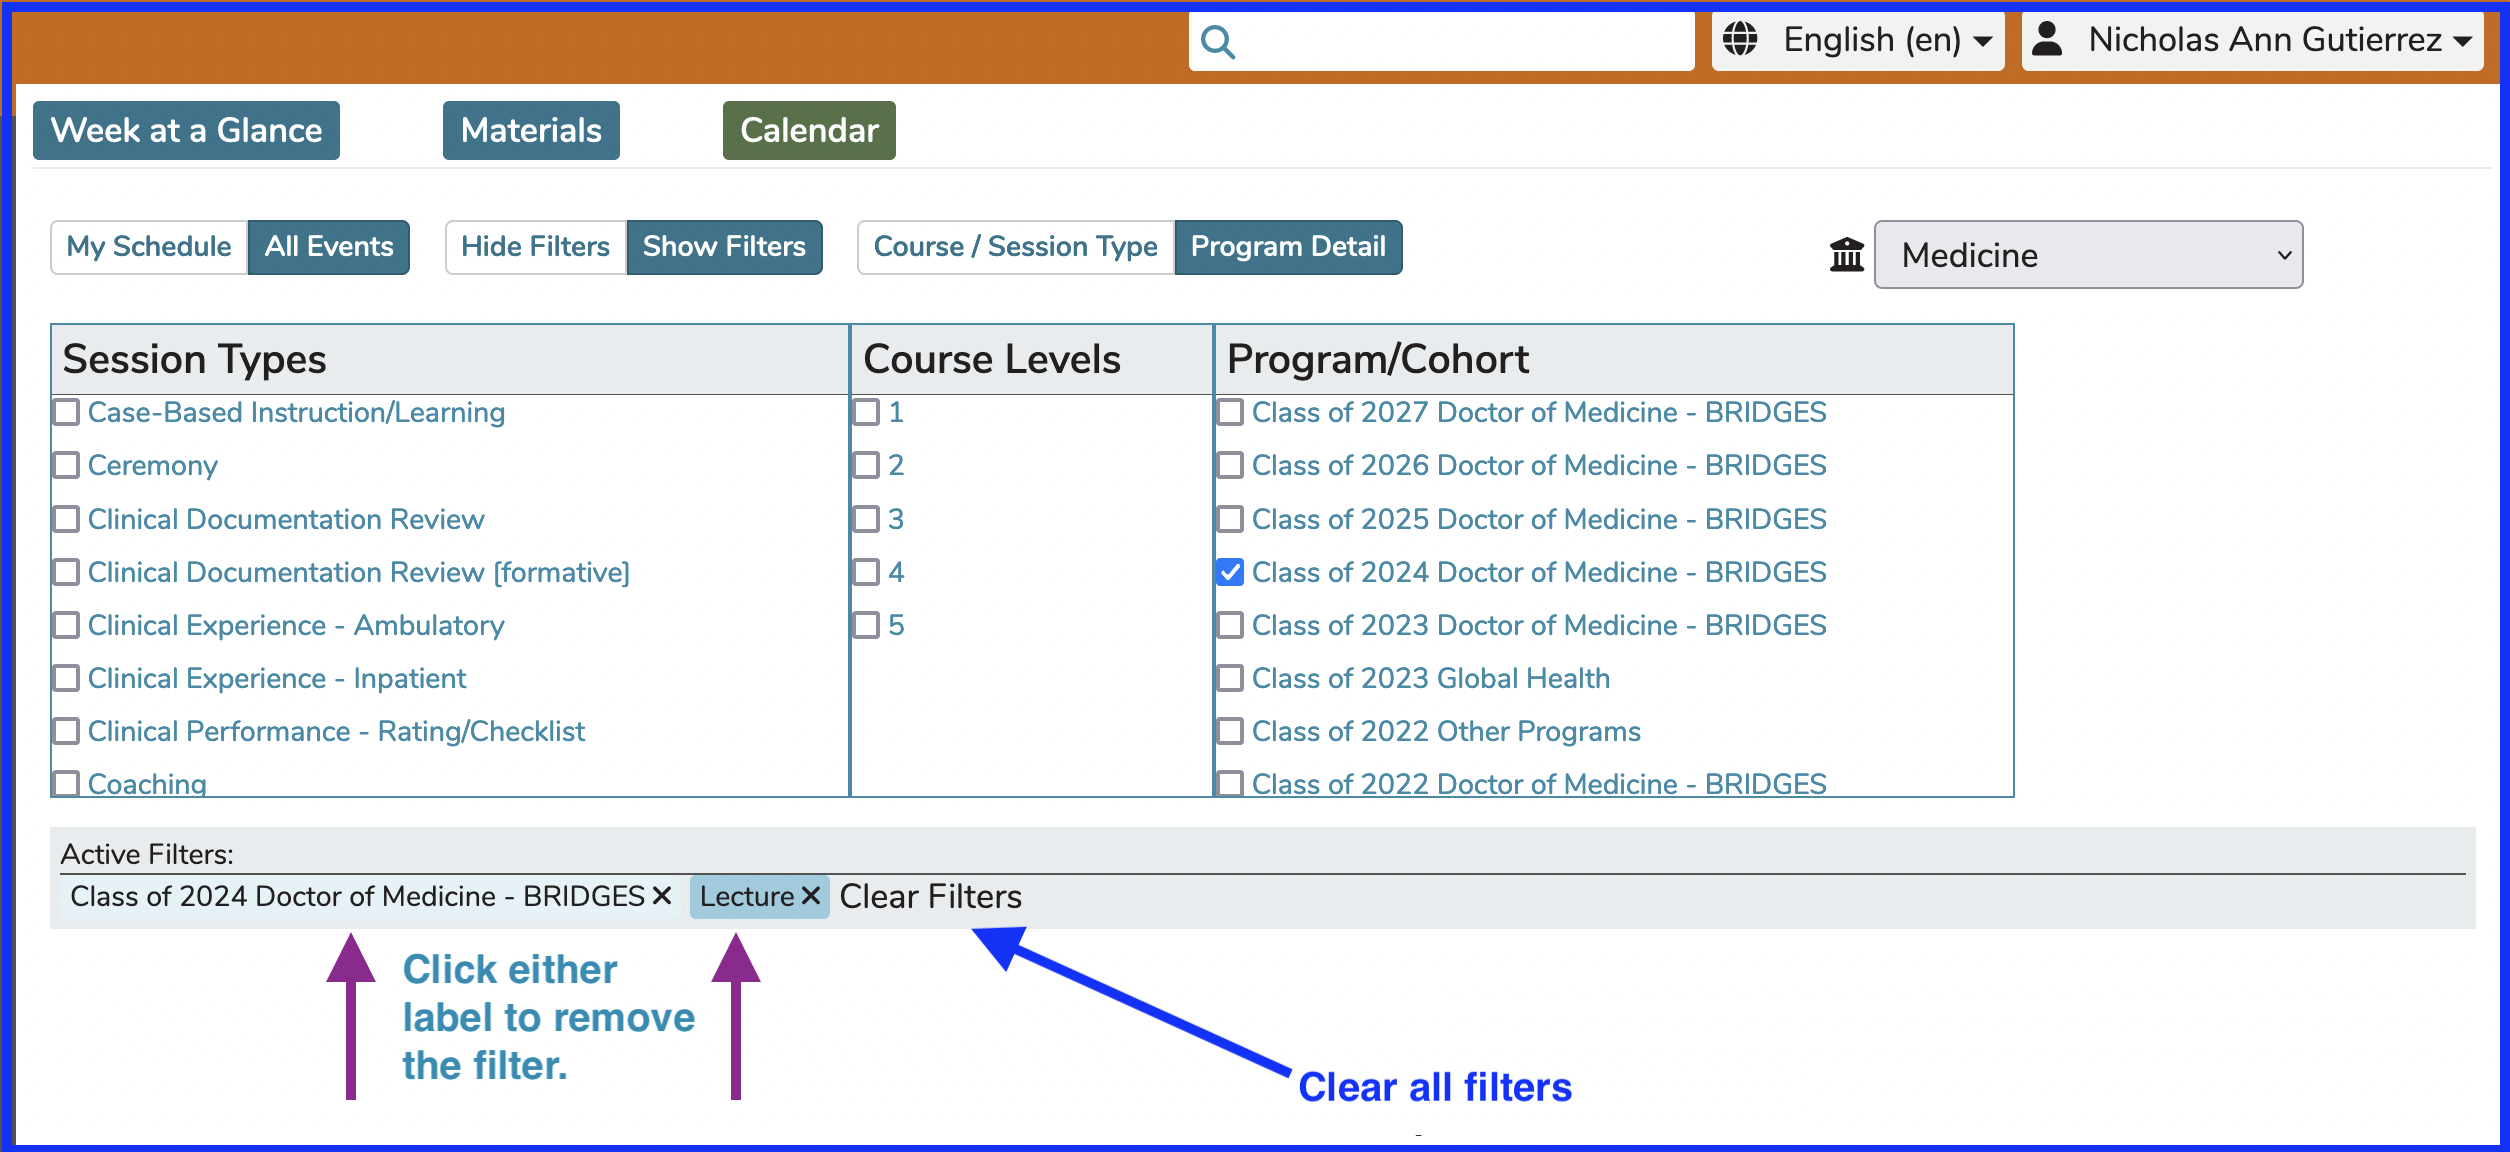 English (en)
Nicholas Ann Gutierrez
Week at a Glance
Materials
Calendar
My Schedule
All Events
Hide Filters
Show Filters
Course / Session Type
Program Detail
Medicine
Session Types
Case-Based Instruction/Learning
Ceremony
Clinical Documentation Review
Clinical Documentation Review [formative]
Clinical Experience - Ambulatory
Clinical Experience - Inpatient
Clinical Performance - Rating/Checklist
Coaching
Course Levels
1
2
3
4
5
Program/Cohort
Class of 2027 Doctor of Medicine - BRIDGES
Class of 2026 Doctor of Medicine - BRIDGES
Class of 2025 Doctor of Medicine - BRIDGES
Class of 2024 Doctor of Medicine - BRIDGES
Class of 2023 Doctor of Medicine - BRIDGES
Class of 2023 Global Health
Class of 2022 Other Programs
Class of 2022 Doctor of Medicine - BRIDGES
Active Filters:
Class of 2024 Doctor of Medicine - BRIDGES
Lecture
Clear Filters
Click either
label to remove
the filter.
Clear all filters